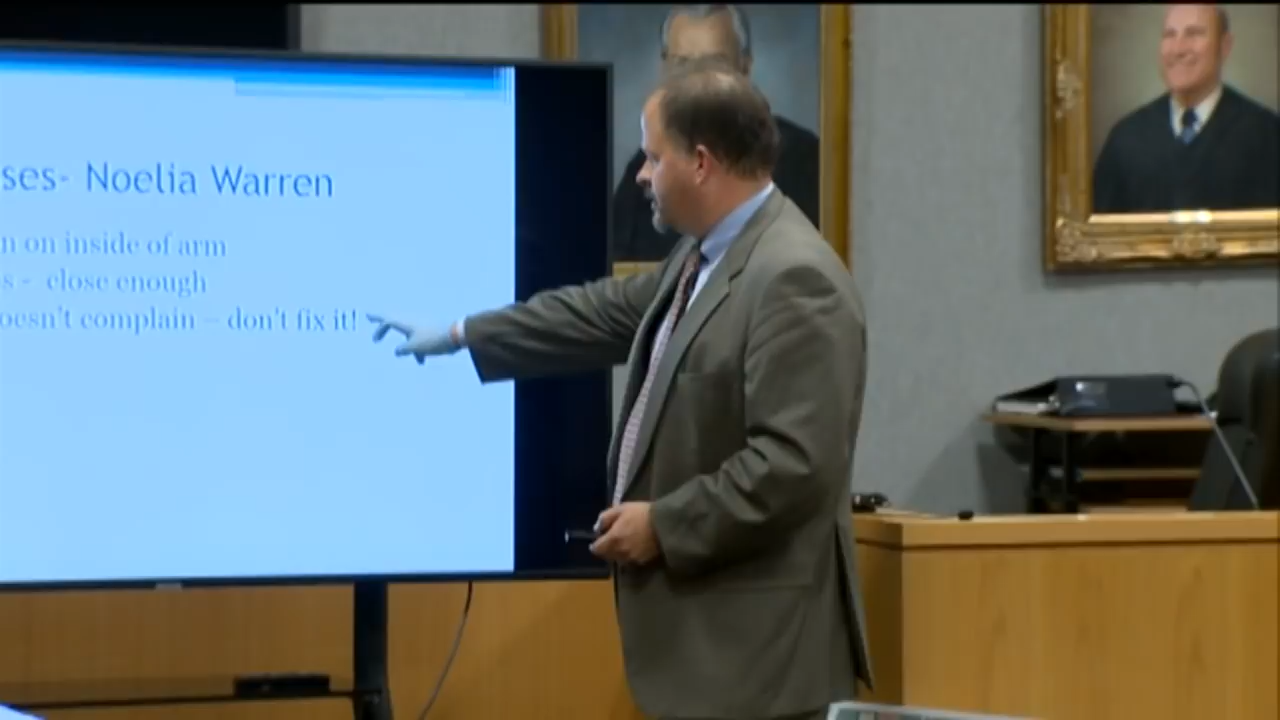 ses- Noelia Warren
n on inside of arm
s - close enough
oesn't complain – don't fix it!